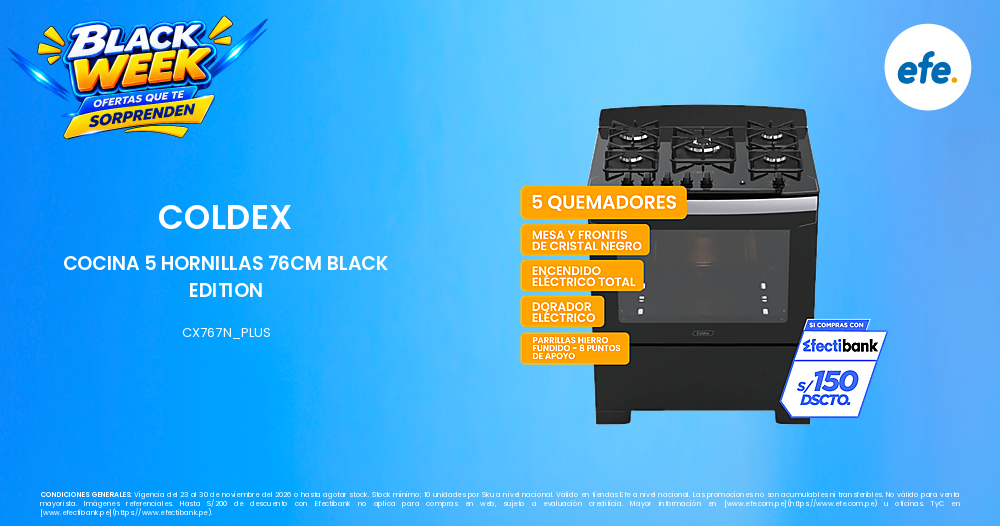 BLACK
WEEK
OFERTAS QUE TE
SORPRENDEN
efe.
COLDEX
COCINA 5 HORNILLAS 76CM BLACK
EDITION
CX767N_PLUS
5 QUEMADORES
MESA Y FRONTIS
DE CRISTAL NEGRO
ENCENDIDO
ELÉCTRICO TOTAL
DORADOR
ELÉCTRICO
PARRILLAS HIERRO
FUNDIDO - 6 PUNTOS
DE APOYO
Coldex
SI COMPRAS CON
Efectibank
S/150
DSCTO.
CONDICIONES GENERALES: Vigencia del 23 al 30 de noviembre del 2026 o hasta agotar stock. Stock mínimo: 10 unidades por Sku a nivel nacional. Válido en tiendas Efe a nivel nacional. Las promociones no son acumulables ni transferibles. No válido para venta
mayorista. Imágenes referenciales. Hasta S/200 de descuento con Efectibank no aplica para compras en web, sujeto a evaluación crediticia. Mayor información en [www.efe.com.pe](https://www.efe.com.pe) u oficinas. TyC en
[www.efectibank.pe](https://www.efectibank.pe).